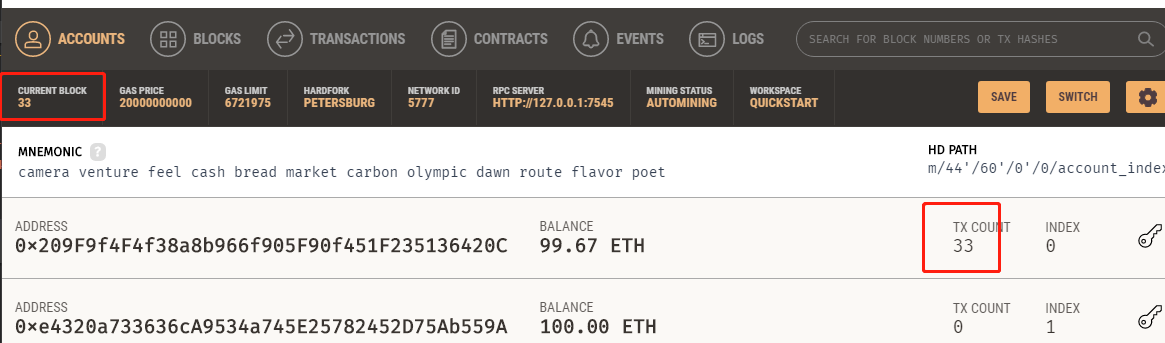 ACCOUNTS BLOCKS TRANSACTIONS CONTRACTS EVENTS LOGS SEARCH FOR BLOCK NUMBERS OR TX HASHES
CURRENT BLOCK GAS PRICE GAS LIMIT HARDFORK NETWORK ID RPC SERVER MINING STATUS WORKSPACE
33 20000000000 6721975 PETERSBURG 5777 HTTP://127.0.0.1:7545 AUTOMINING QUICKSTART
SAVE SWITCH
MNEMONIC ? HD PATH
camera venture feel cash bread market carbon olympic dawn route flavor poet m/44'/60'/0'/0/account_index
ADDRESS BALANCE TX COUNT INDEX
0×209F9f4F4f38a8b966f905F90f451F235136420C 99.67 ETH 33 0
ADDRESS BALANCE TX COUNT INDEX
0×e4320a733636cA9534a745E25782452D75Ab559A 100.00 ETH 0 1